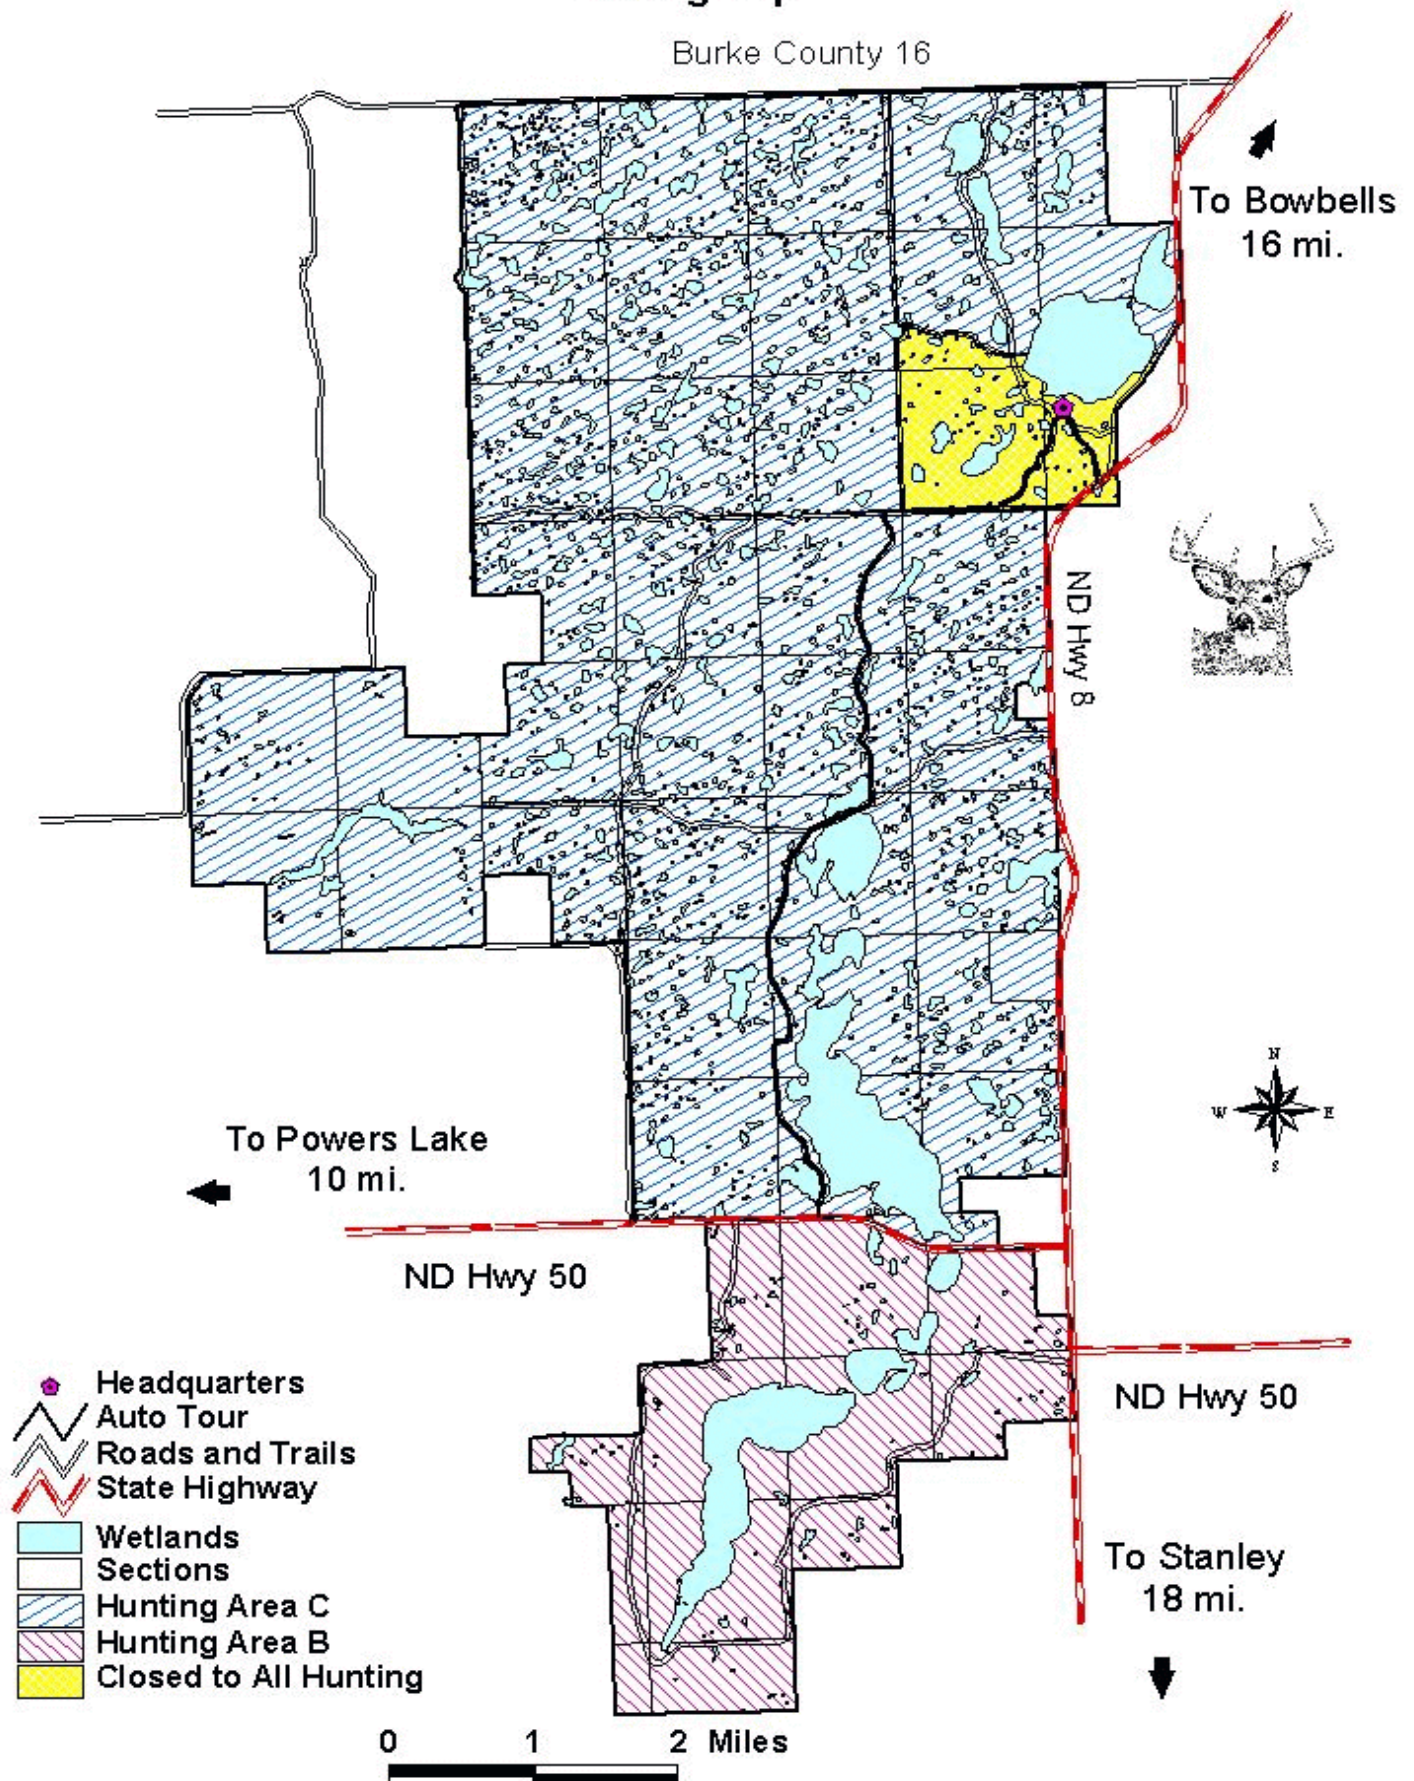 Burke County 16
To Bowbells
16 mi.
ND Hwy 8
N
W
E
S
To Powers Lake
10 mi.
ND Hwy 50
ND Hwy 50
Headquarters
Auto Tour
Roads and Trails
State Highway
Wetlands
Sections
Hunting Area C
Hunting Area B
Closed to All Hunting
To Stanley
18 mi.
0 1 2 Miles